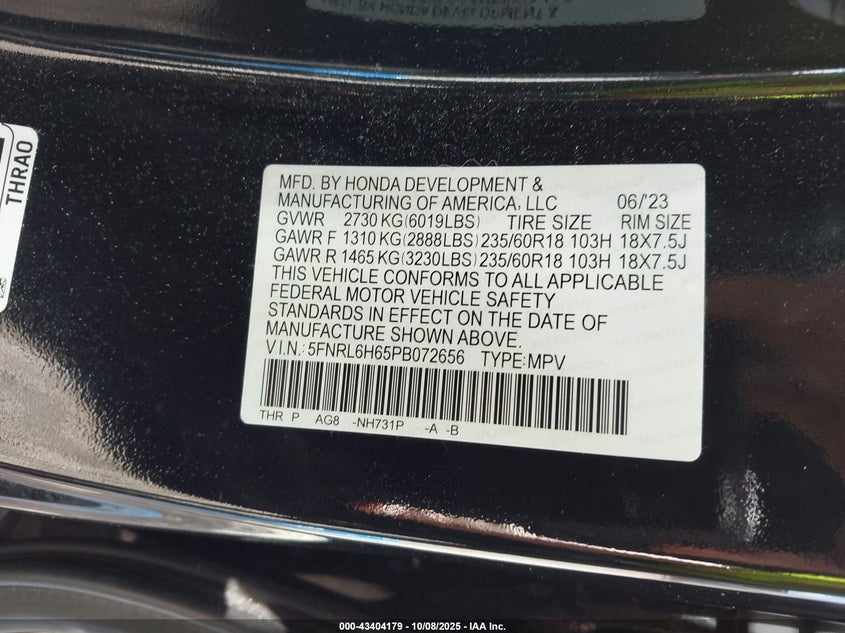 THRA0
MFD. BY HONDA DEVELOPMENT &
MANUFACTURING OF AMERICA, LLC 06/'23
GVWR 2730 KG(6019LBS) TIRE SIZE RIM SIZE
GAWR F 1310 KG(2888LBS) 235/60R18 103H 18X7.5J
GAWR R 1465 KG(3230LBS) 235/60R18 103H 18X7.5J
THIS VEHICLE CONFORMS TO ALL APPLICABLE
FEDERAL MOTOR VEHICLE SAFETY
STANDARDS IN EFFECT ON THE DATE OF
MANUFACTURE SHOWN ABOVE.
V.I.N.: 5FNRL6H65PB072656 TYPE:MPV
THR P AG8 -NH731P -A -B
000-43404179 - 10/08/2025 - IAA Inc.